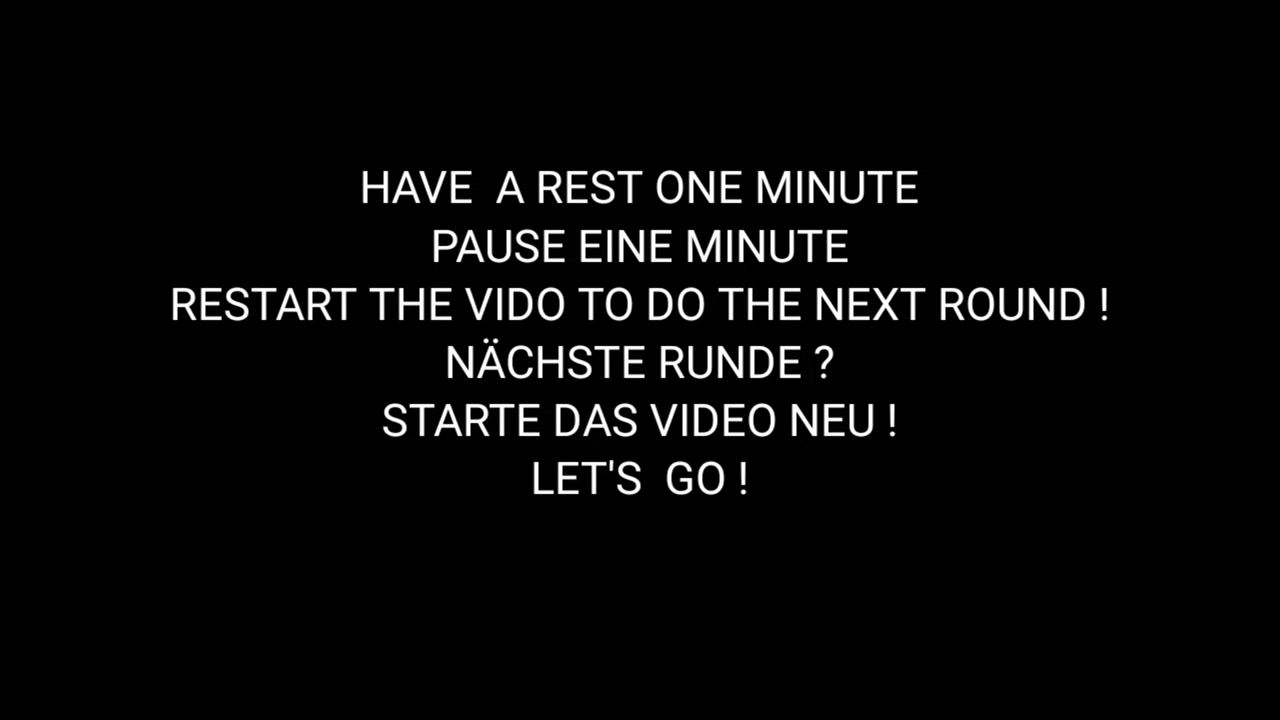 HAVE  A REST ONE MINUTE
PAUSE EINE MINUTE
RESTART THE VIDO TO DO THE NEXT ROUND !
NÄCHSTE RUNDE ?
STARTE DAS VIDEO NEU !
LET'S  GO !